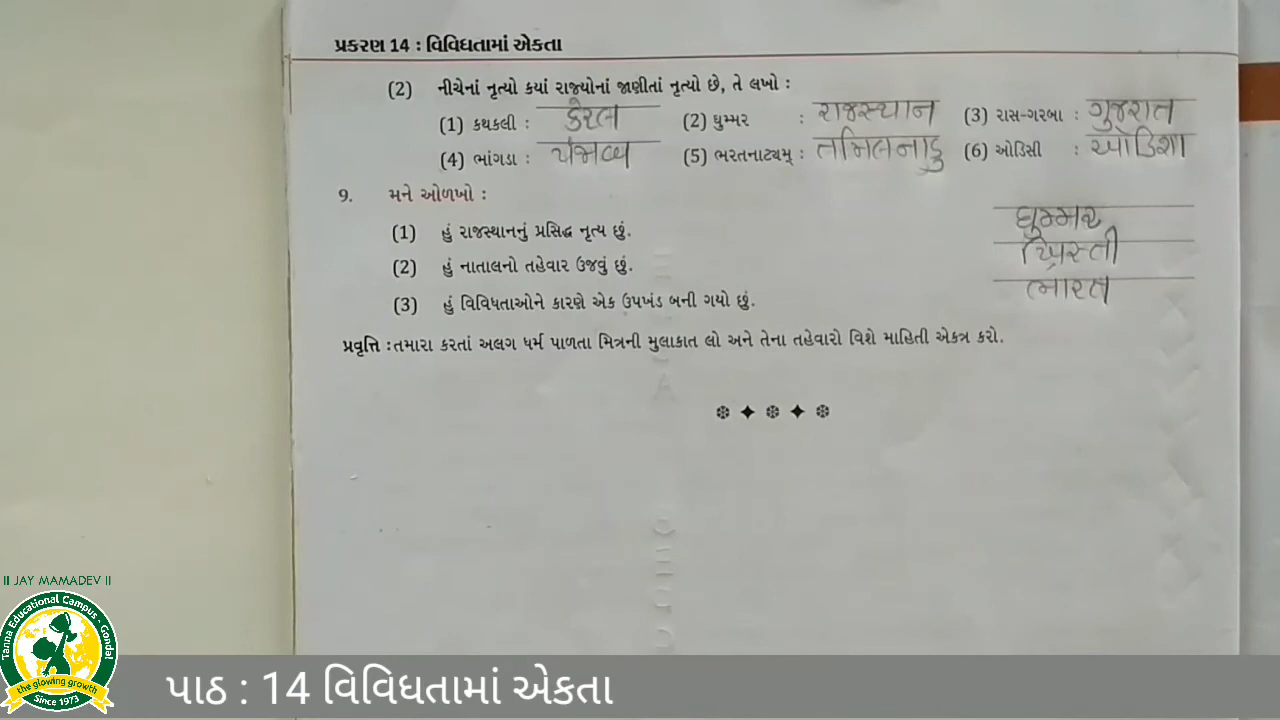 પ્રકરણ 14 : વિવિધતામાં એકતા
(2) નીચેનાં નૃત્યો કયાં રાજ્યોનાં જાણીતાં નૃત્યો છે, તે લખો :
(1) કથકલી : કેરલ (2) ઘુમ્મર : રાજસ્થાન (3) રાસ-ગરબા : ગુજરાત
(4) ભાંગડા : પંજાબ (5) ભરતનાટ્યમ્ : તમિલનાડુ (6) ઓડિસી : ઓડિશા
9. મને ઓળખો :
(1) હું રાજસ્થાનનું પ્રસિદ્ધ નૃત્ય છું. ઘુમ્મર
(2) હું નાતાલનો તહેવાર ઉજવું છું. ખ્રિસ્તી
(3) હું વિવિધતાઓને કારણે એક ઉપખંડ બની ગયો છું. ભારત
પ્રવૃત્તિ : તમારા કરતાં અલગ ધર્મ પાળતા મિત્રની મુલાકાત લો અને તેના તહેવારો વિશે માહિતી એકત્ર કરો.
॥ JAY MAMADEV ॥
Tanna Educational Campus - Gondal
the glowing growth
Since 1973
પાઠ : 14 વિવિધતામાં એકતા